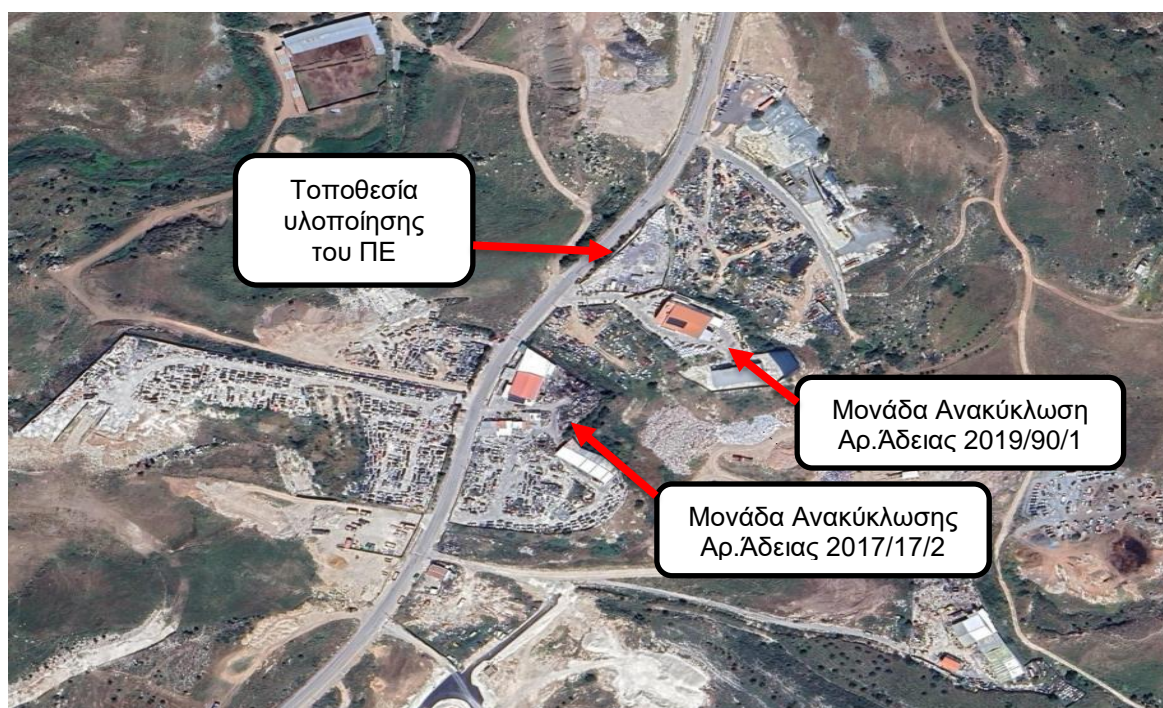 Τοποθεσία
υλοποίησης
του ΠΕ
Μονάδα Ανακύκλωση
Αρ.Άδειας 2019/90/1
Μονάδα Ανακύκλωσης
Αρ.Άδειας 2017/17/2